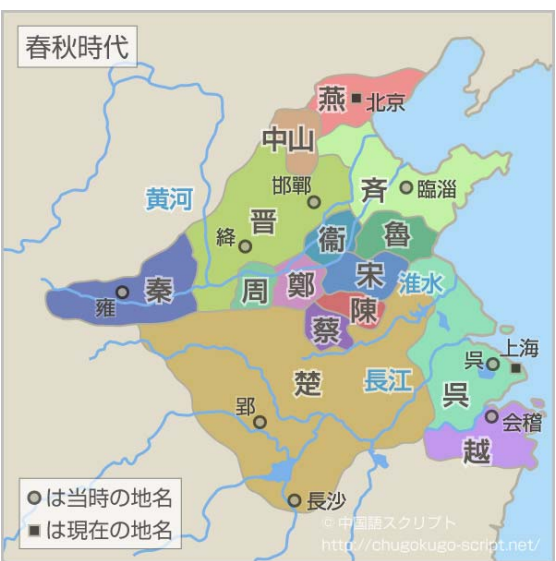 春秋時代
燕
北京
中山
邯鄲
斉
臨淄
黄河
晋
絳
衞
魯
秦
雍
周
鄭
宋
淮水
陳
蔡
楚
長江
呉
上海
呉
郢
会稽
越
長沙
は当時の地名
は現在の地名
© 中国語スクリプト
http://chugokugo-script.net/